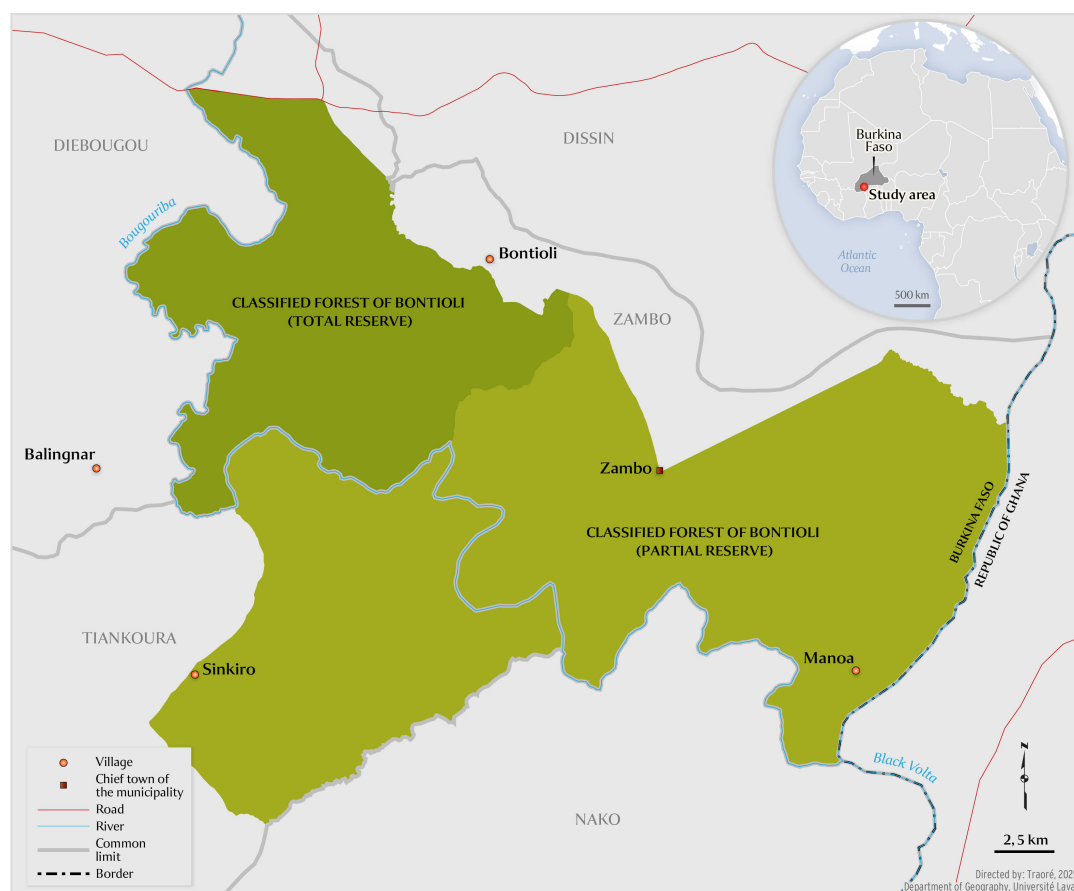 DIEBOUGOU
DISSIN
Burkina
Faso
Study area
Atlantic
Ocean
500 km
Bougouriba
Bontioli
CLASSIFIED FOREST OF BONTIOLI
(TOTAL RESERVE)
ZAMBO
Balingnar
Zambo
CLASSIFIED FOREST OF BONTIOLI
(PARTIAL RESERVE)
BURKINA FASO
REPUBLIC OF GHANA
TIANKOURA
Sinkiro
Manoa
Black Volta
NAKO
Village
Chief town of
the municipality
Road
River
Common
limit
Border
N
2,5 km
Directed by: Traoré, 202
Department of Geography, Université Lava